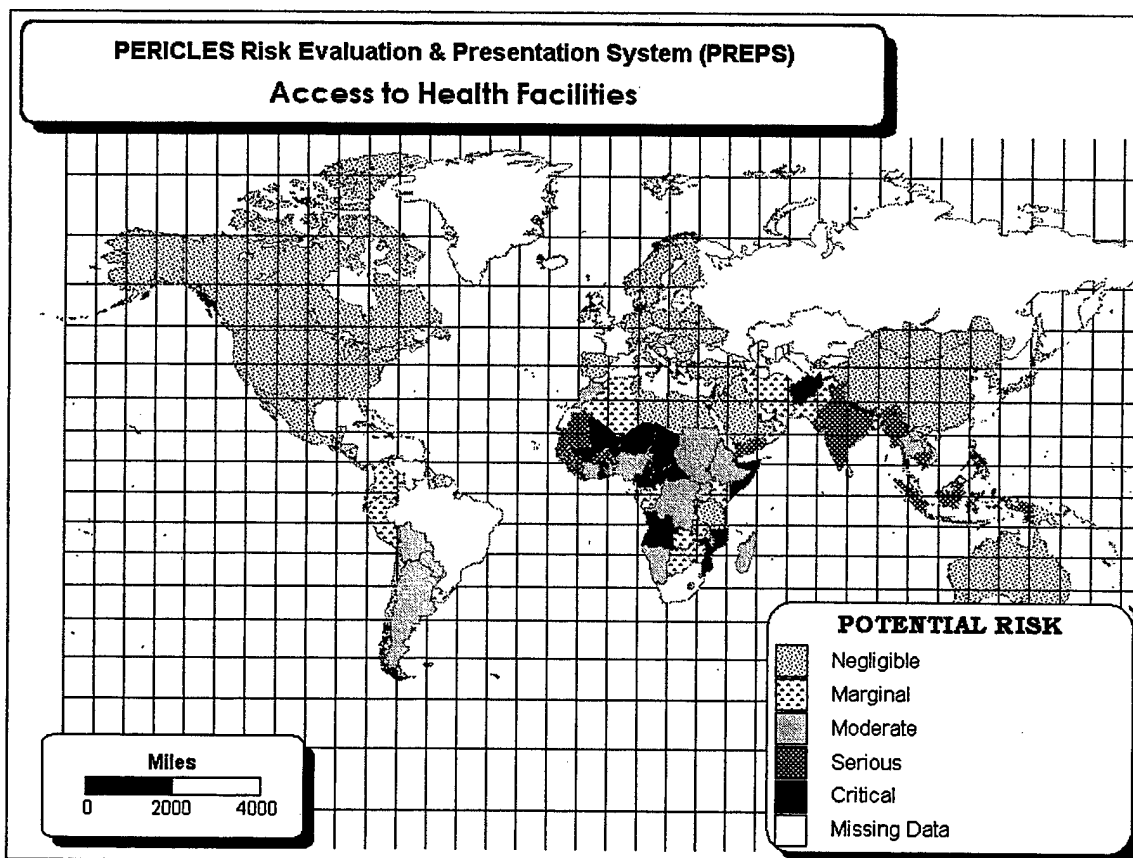 PERICLES Risk Evaluation & Presentation System (PREPS)
Access to Health Facilities
POTENTIAL RISK
Negligible
Marginal
Moderate
Serious
Critical
Missing Data
Miles
0 2000 4000